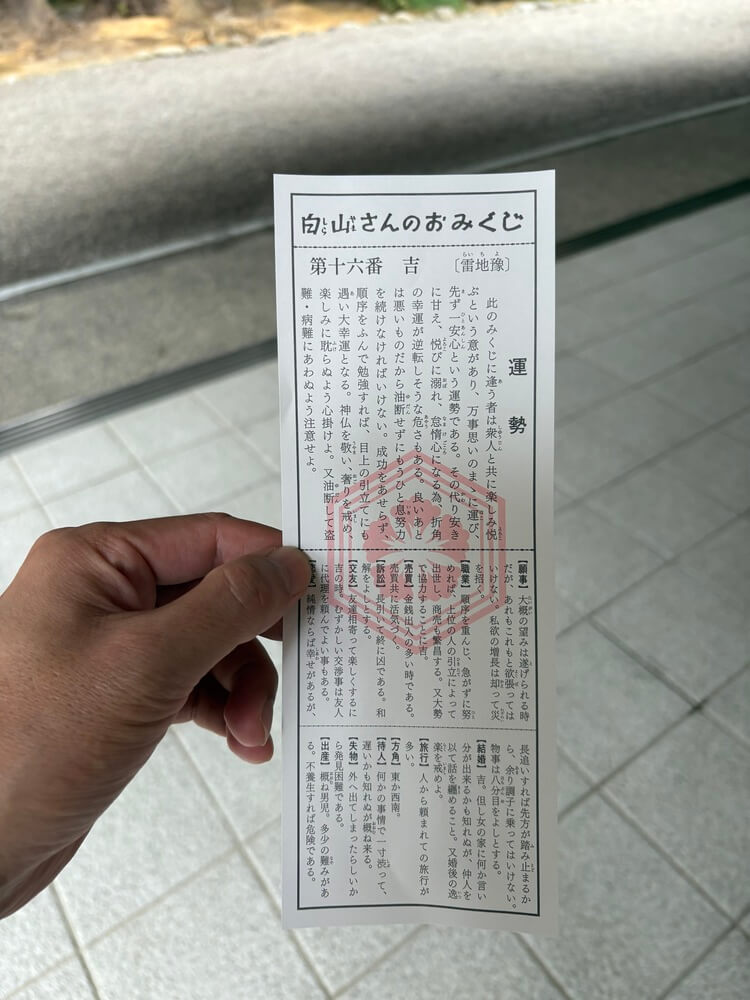 白山さんのおみくじ
第十六番 吉 〔雷地豫〕
運勢
此のみくじに逢う者は衆人と共に楽しみ悦
ぶという意があり、万事思いのまゝに運び、
先ず一安心という運勢である。その代り安き
に甘え、悦びに溺れ、怠惰心になる為、折角
の幸運が逆転しそうな危さもある。良いあと
は悪いものだから油断せずにもうひと息努力
を続けなければいけない。成功をあせらず、
順序をふんで勉強すれば、目上の引立てにも
遇い大幸運となる。神仏を敬い、奢りを戒め、
楽しみに耽らぬよう心掛けよ。又油断して盗
難・病難にあわぬよう注意せよ。
【願事】大概の望みは遂げられる時
だが、あれもこれもと欲張っては
いけない。私欲の増長は却って災
を招く。
【職業】順序を重んじ、急がずに努
めれば、上位の人の引立によって
出世し、商売も繁昌する。又大勢
で協力することに吉。
【売買】金銭出入の多い時である。
売買共に活気づく。
【訴訟】長引いて終に凶である。和
解をよしとする。
【交友】友達相寄って楽しくするに
吉の時。むずかしい交渉事は友人
に代理を頼んでよい事もある。
純情ならば幸せがあるが、
長追いすれば先方が踏み止まるか
ら、余り調子に乗ってはいけない。
物事は八分目をよしとする。
【結婚】吉。但し女の家に何か言い
分が出来るかも知れぬが、仲人を
以て話を纏めること。又婚後の逸
楽を戒めよ。
【旅行】人から頼まれての旅行が
多い。
【方角】東か西南。
【待人】何かの事情で一寸渋って、
遅いかも知れぬが概ね来る。
【失物】外へ出てしまったらしいか
ら発見困難である。
【出産】概ね男児。多少の難みがあ
る。不養生すれば危険である。